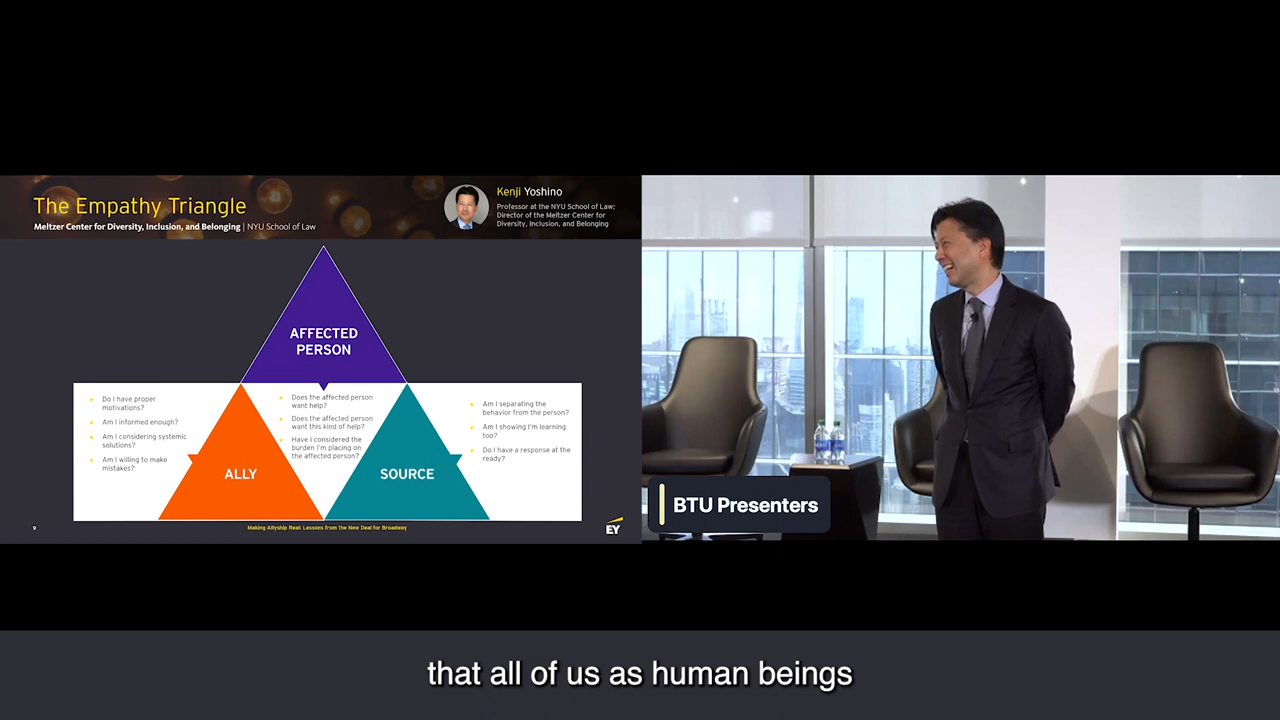 The Empathy Triangle
Meltzer Center for Diversity, Inclusion, and Belonging | NYU School of Law
Kenji Yoshino
Professor at the NYU School of Law;
Director of the Meltzer Center for
Diversity, Inclusion, and Belonging
AFFECTED
PERSON
Do I have proper
motivations?
Am I informed enough?
Am I considering systemic
solutions?
Am I willing to make
mistakes?
ALLY
Does the affected person
want help?
Does the affected person
want this kind of help?
Have I considered the
burden I'm placing on
the affected person?
SOURCE
Am I separating the
behavior from the person?
Am I showing I'm learning
too?
Do I have a response at the
ready?
9
Making Allyship Real: Lessons from the New Deal for Broadway
EY
BTU Presenters
that all of us as human beings